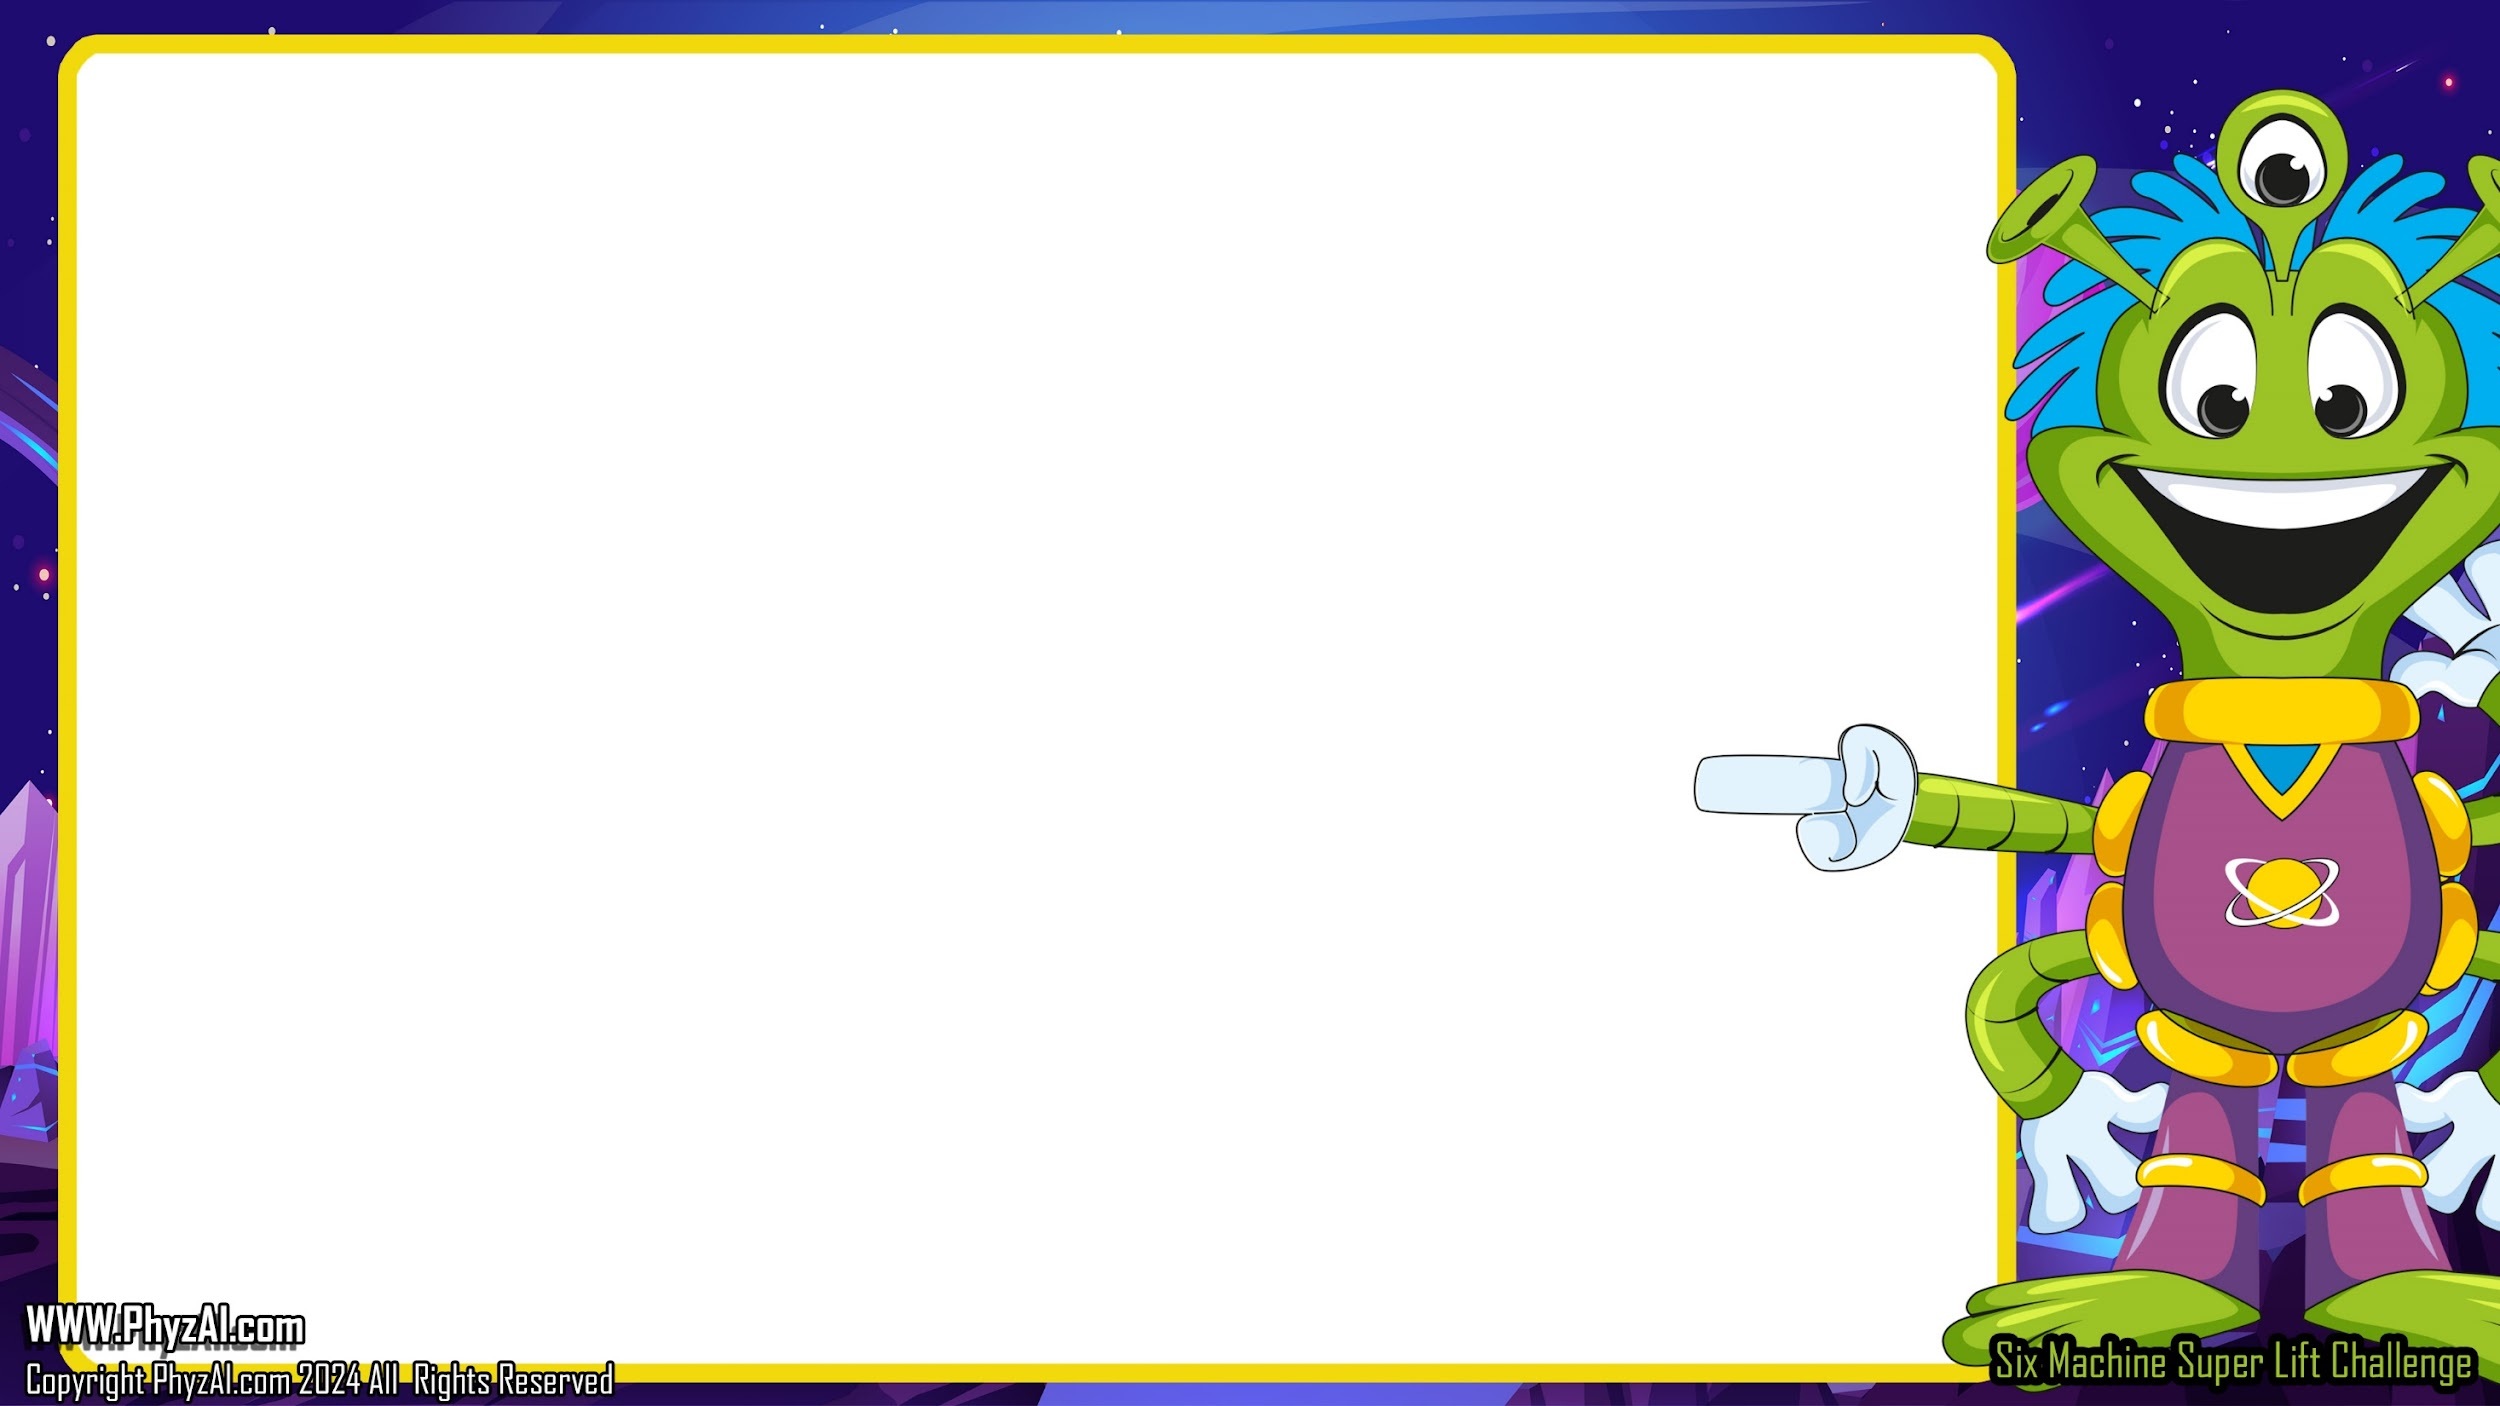 WWW.PhyzAI.com
Copyright PhyzAI.com 2024 All Rights Reserved
Six Machine Super Lift Challenge